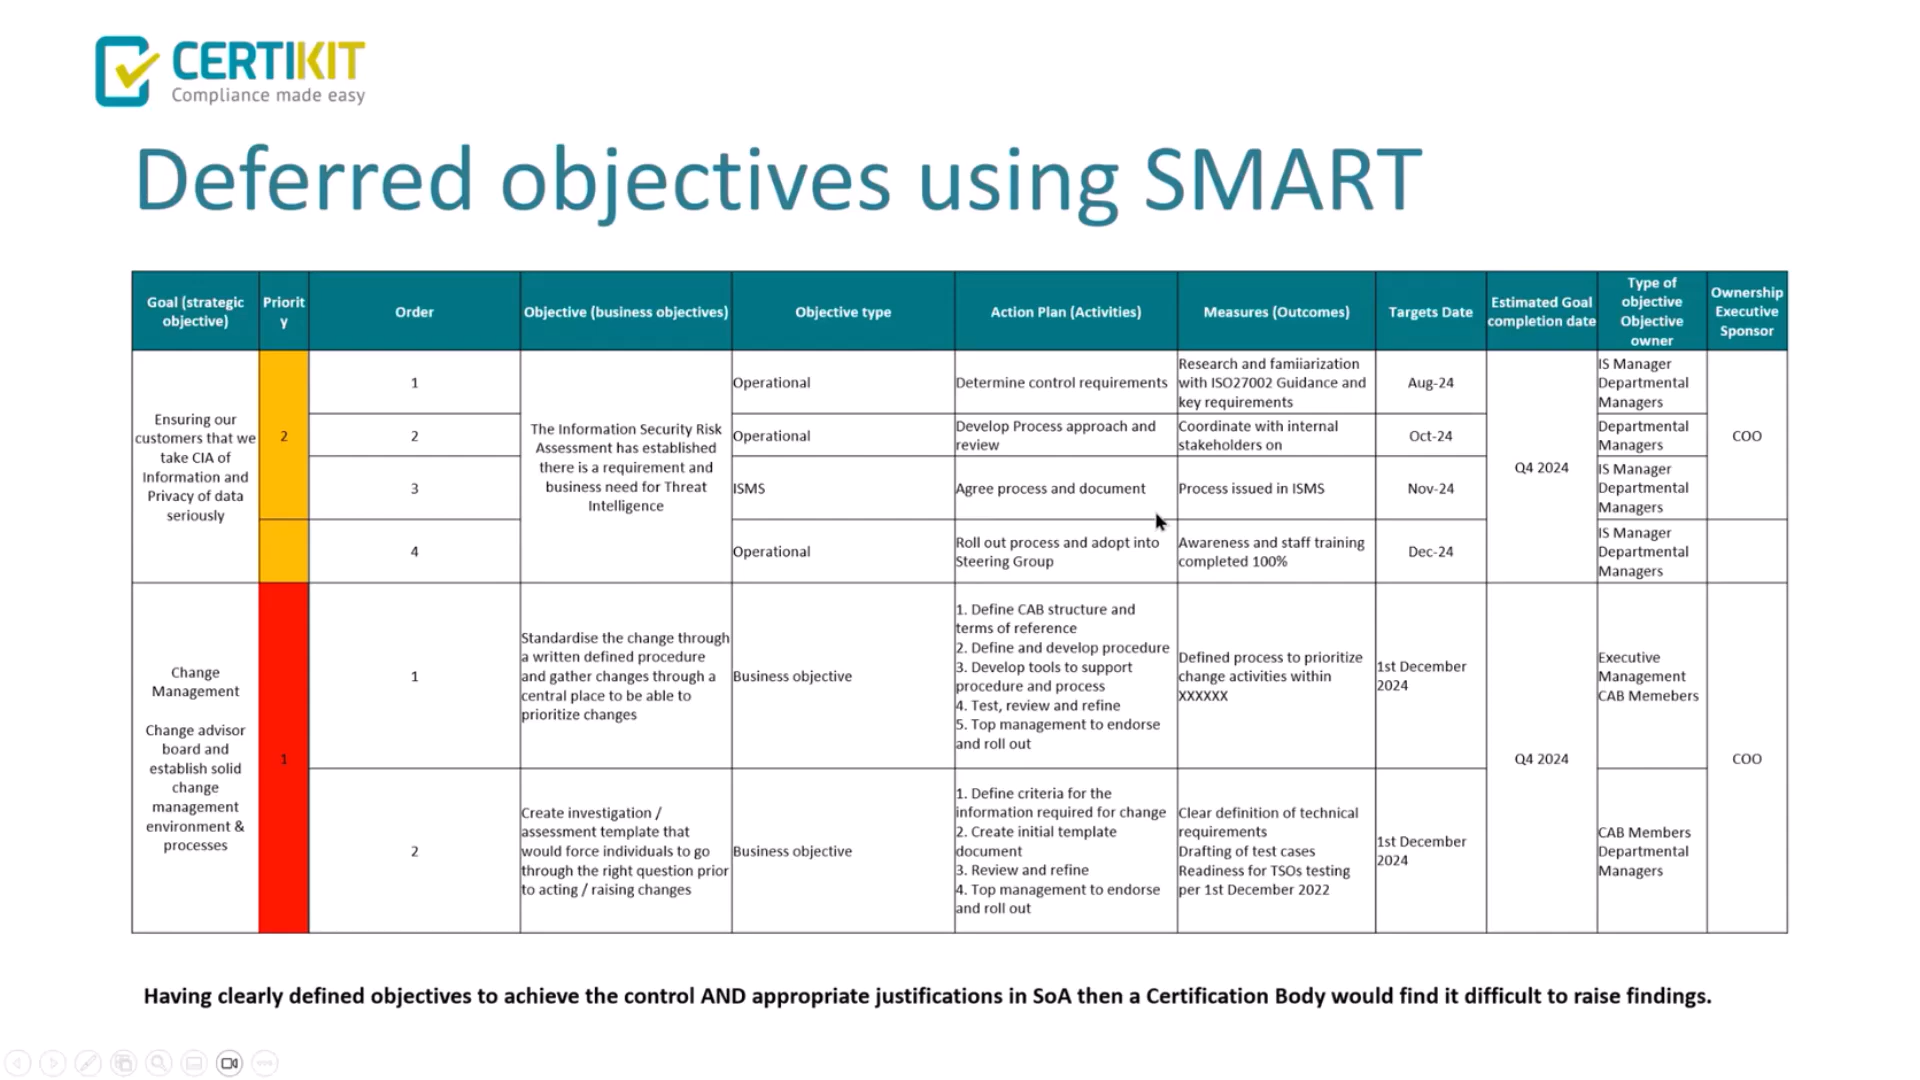 CERTIKIT
Compliance made easy
Deferred objectives using SMART
Goal (strategic
objective)
Priorit
y
Order
Objective (business objectives)
Objective type
Action Plan (Activities)
Measures (Outcomes)
Targets Date
Estimated Goal
completion date
Type of
objective
Objective
owner
Ownership
Executive
Sponsor
Ensuring our
customers that we
take CIA of
Information and
Privacy of data
seriously
2
1
The Information Security Risk
Assessment has established
there is a requirement and
business need for Threat
Intelligence
Operational
Determine control requirements
Research and famiiarization
with ISO27002 Guidance and
key requirements
Aug-24
Q4 2024
IS Manager
Departmental
Managers
COO
2
Operational
Develop Process approach and
review
Coordinate with internal
stakeholders on
Oct-24
Departmental
Managers
3
ISMS
Agree process and document
Process issued in ISMS
Nov-24
IS Manager
Departmental
Managers
4
Operational
Roll out process and adopt into
Steering Group
Awareness and staff training
completed 100%
Dec-24
IS Manager
Departmental
Managers
Change
Management
Change advisor
board and
establish solid
change
management
environment &
processes
1
1
Standardise the change through
a written defined procedure
and gather changes through a
central place to be able to
prioritize changes
Business objective
1. Define CAB structure and
terms of reference
2. Define and develop procedure
3. Develop tools to support
procedure and process
4. Test, review and refine
5. Top management to endorse
and roll out
Defined process to prioritize
change activities within
XXXXXX
1st December
2024
Q4 2024
Executive
Management
CAB Memebers
COO
2
Create investigation /
assessment template that
would force individuals to go
through the right question prior
to acting / raising changes
Business objective
1. Define criteria for the
information required for change
2. Create initial template
document
3. Review and refine
4. Top management to endorse
and roll out
Clear definition of technical
requirements
Drafting of test cases
Readiness for TSOs testing
per 1st December 2022
1st December
2024
CAB Members
Departmental
Managers
Having clearly defined objectives to achieve the control AND appropriate justifications in SoA then a Certification Body would find it difficult to raise findings.